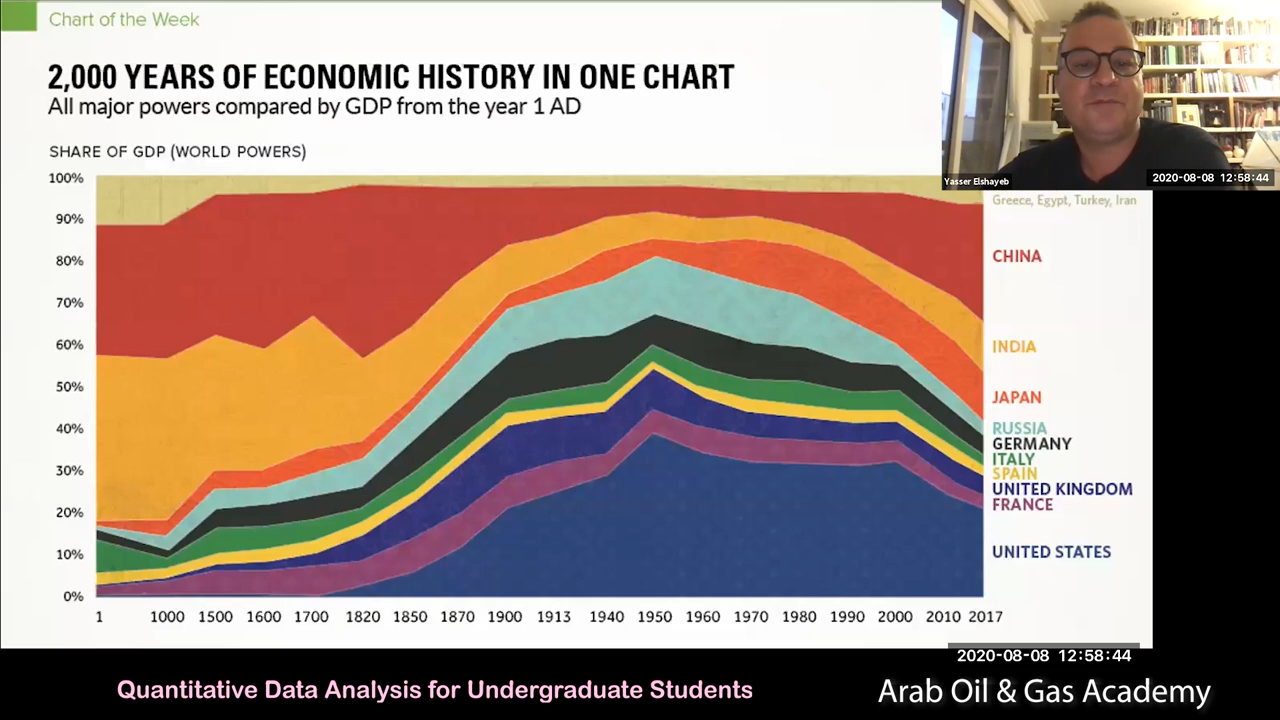 Chart of the Week
2,000 YEARS OF ECONOMIC HISTORY IN ONE CHART
All major powers compared by GDP from the year 1 AD
SHARE OF GDP (WORLD POWERS)
100%
90%
80%
70%
60%
50%
40%
30%
20%
10%
0%
1 1000 1500 1600 1700 1820 1850 1870 1900 1913 1940 1950 1960 1970 1980 1990 2000 2010 2017
Yasser Elshayeb
2020-08-08 12:58:44
Greece, Egypt, Turkey, Iran
CHINA
INDIA
JAPAN
RUSSIA
GERMANY
ITALY
SPAIN
UNITED KINGDOM
FRANCE
UNITED STATES
2020-08-08 12:58:44
Quantitative Data Analysis for Undergraduate Students
Arab Oil & Gas Academy